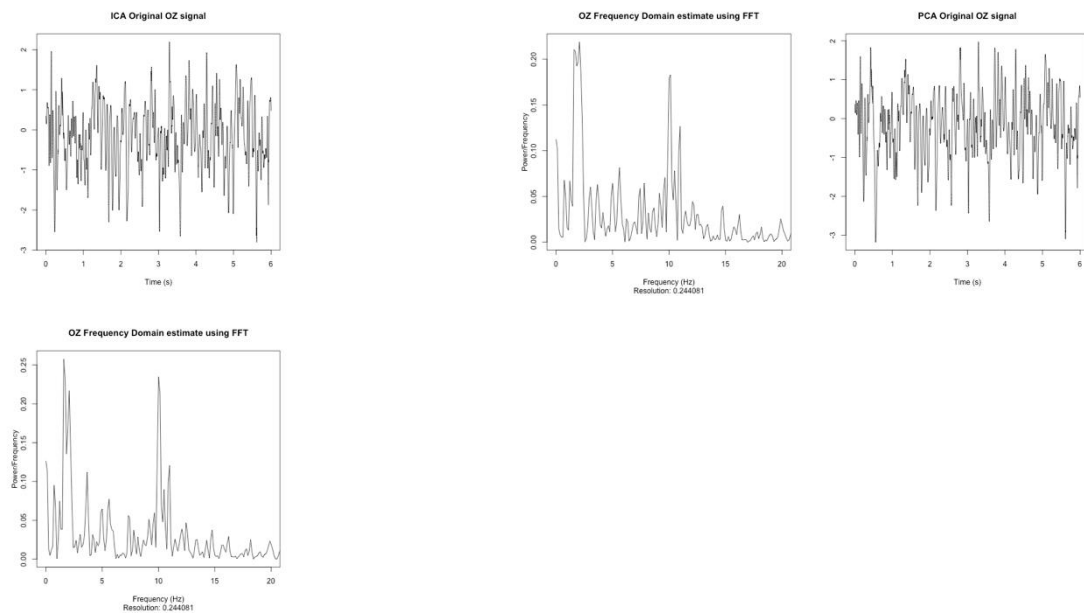 ICA Original OZ signal
2
1
0
-1
-2
-3
0 1 2 3 4 5 6
Time (s)
OZ Frequency Domain estimate using FFT
Power/Frequency
0.20
0.15
0.10
0.05
0.00
0 5 10 15 20
Frequency (Hz)
Resolution: 0.244081
PCA Original OZ signal
2
1
0
-1
-2
-3
0 1 2 3 4 5 6
Time (s)
OZ Frequency Domain estimate using FFT
Power/Frequency
0.25
0.20
0.15
0.10
0.05
0.00
0 5 10 15 20
Frequency (Hz)
Resolution: 0.244081